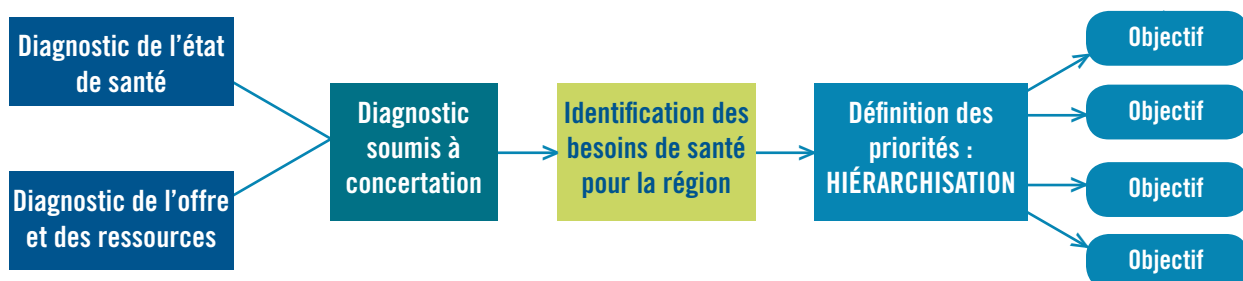 Diagnostic de l’état
de santé
Diagnostic de l’offre
et des ressources
Diagnostic
soumis à
concertation
Identification des
besoins de santé
pour la région
Définition des
priorités :
HIÉRARCHISATION
Objectif
Objectif
Objectif
Objectif